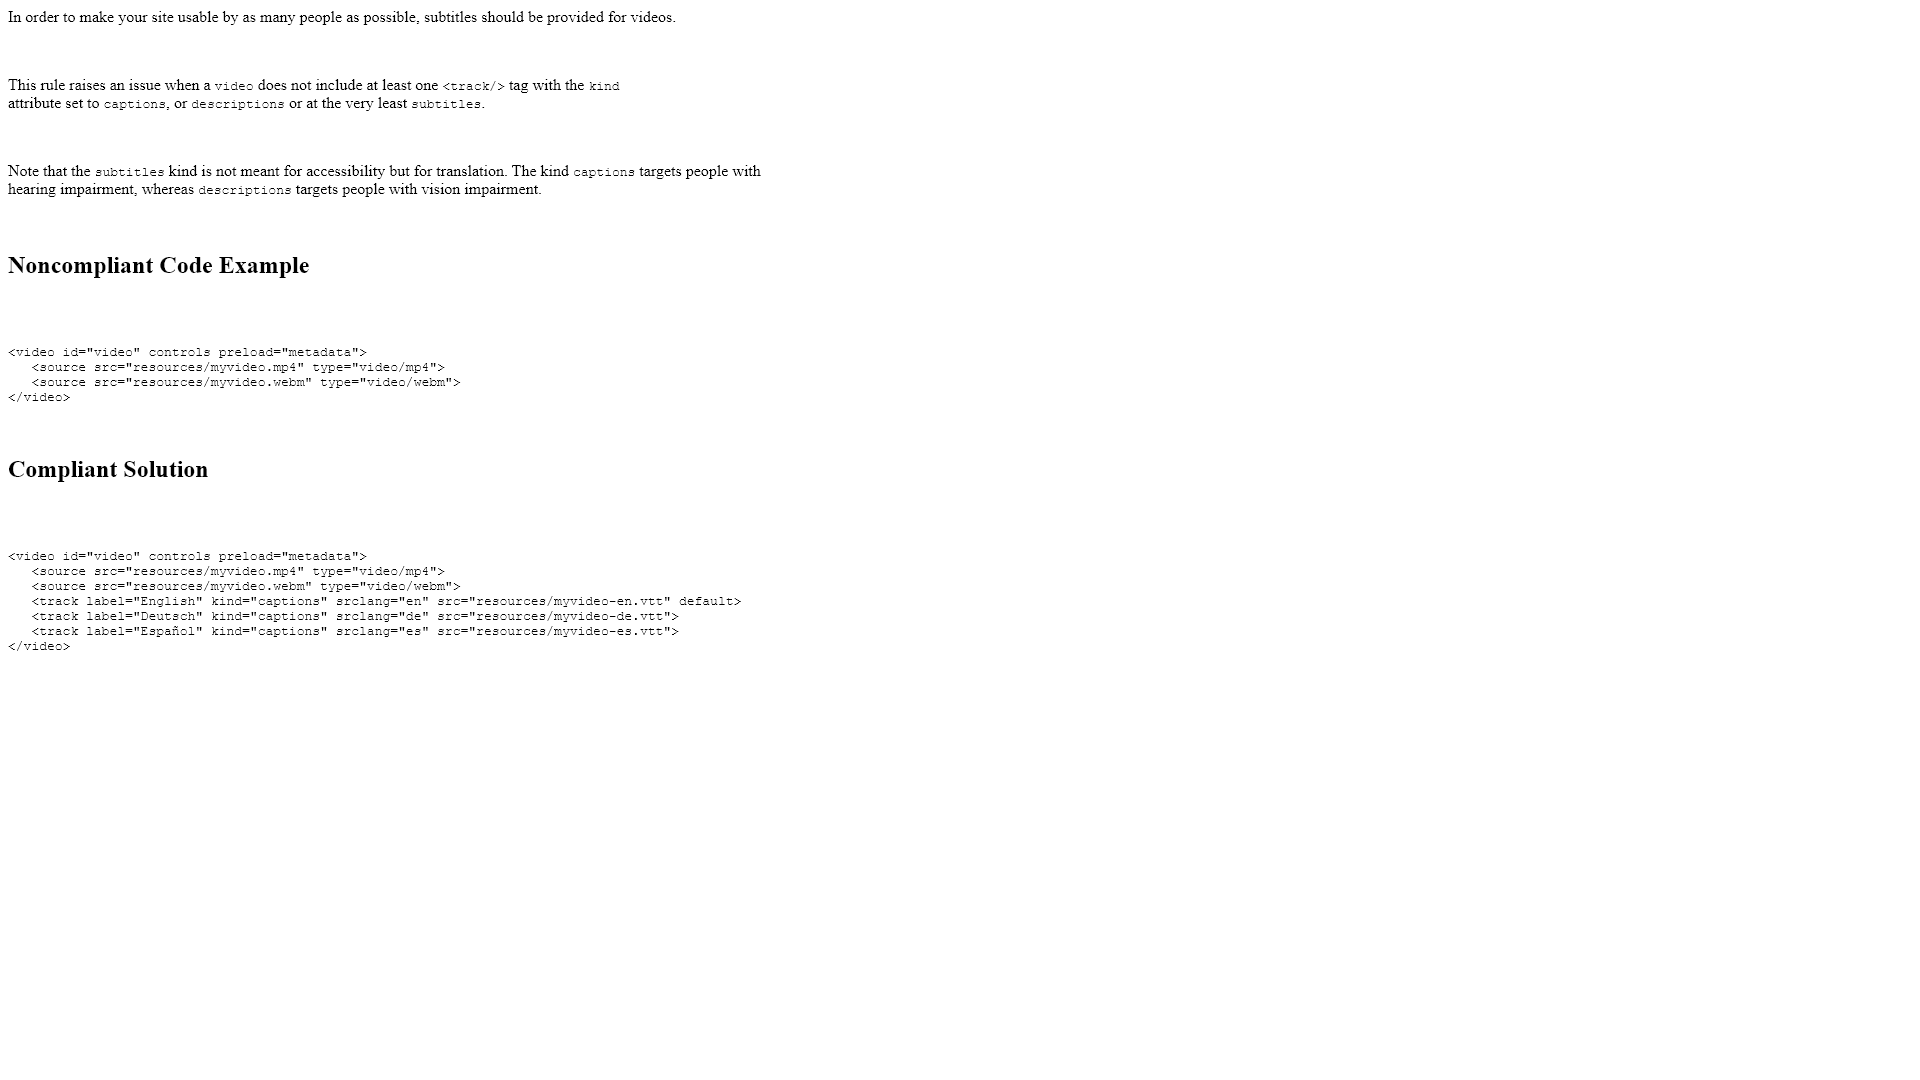 In order to make your site usable by as many people as possible, subtitles should be provided for videos.
This rule raises an issue when a video does not include at least one <track/> tag with the kind
attribute set to captions, or descriptions or at the very least subtitles.
Note that the subtitles kind is not meant for accessibility but for translation. The kind captions targets people with
hearing impairment, whereas descriptions targets people with vision impairment.
Noncompliant Code Example
<video id="video" controls preload="metadata">
   <source src="resources/myvideo.mp4" type="video/mp4">
   <source src="resources/myvideo.webm" type="video/webm">
</video>
Compliant Solution
<video id="video" controls preload="metadata">
   <source src="resources/myvideo.mp4" type="video/mp4">
   <source src="resources/myvideo.webm" type="video/webm">
   <track label="English" kind="captions" srclang="en" src="resources/myvideo-en.vtt" default>
   <track label="Deutsch" kind="captions" srclang="de" src="resources/myvideo-de.vtt">
   <track label="Español" kind="captions" srclang="es" src="resources/myvideo-es.vtt">
</video>